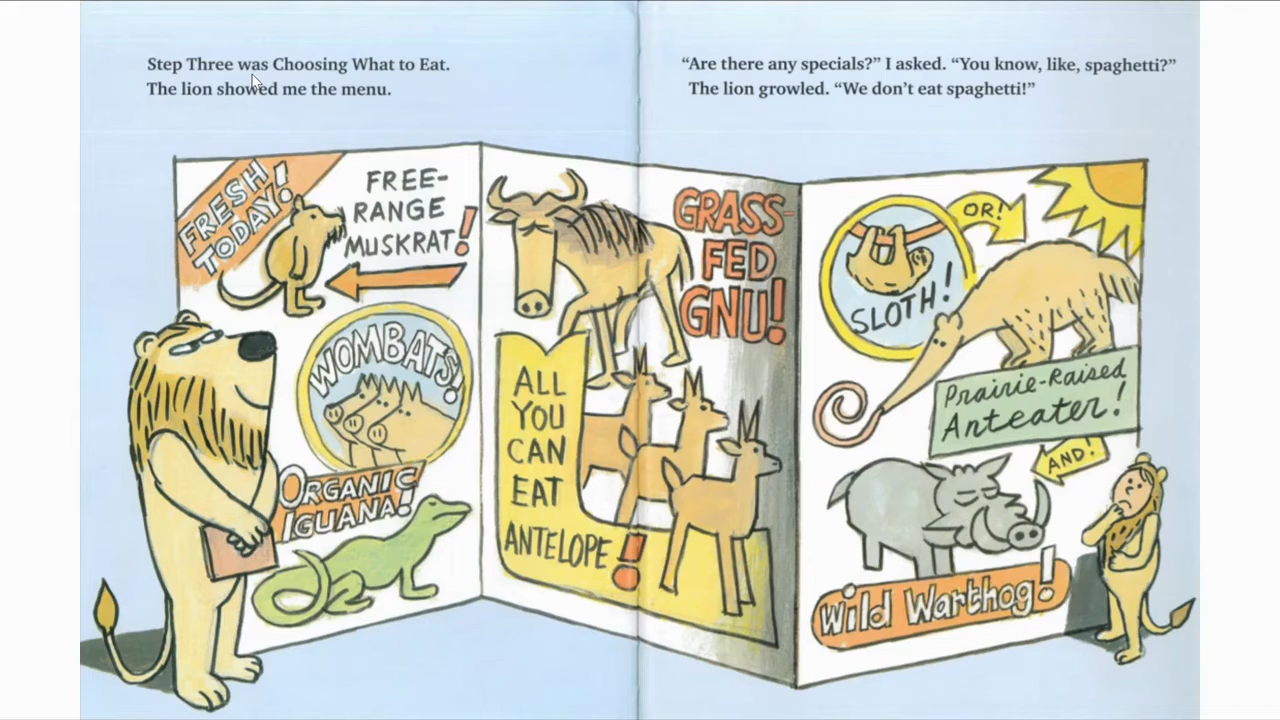 Step Three was Choosing What to Eat.
The lion showed me the menu.
“Are there any specials?” I asked. “You know, like, spaghetti?”
The lion growled. “We don’t eat spaghetti!”
FRESH
TODAY!
FREE-
RANGE
MUSKRAT!
WOMBATS!
ORGANIC
IGUANA!
GRASS-
FED
GNU!
ALL
YOU
CAN
EAT
ANTELOPE!
SLOTH!
OR!
Prairie-Raised
Anteater!
AND!
Wild Warthog!